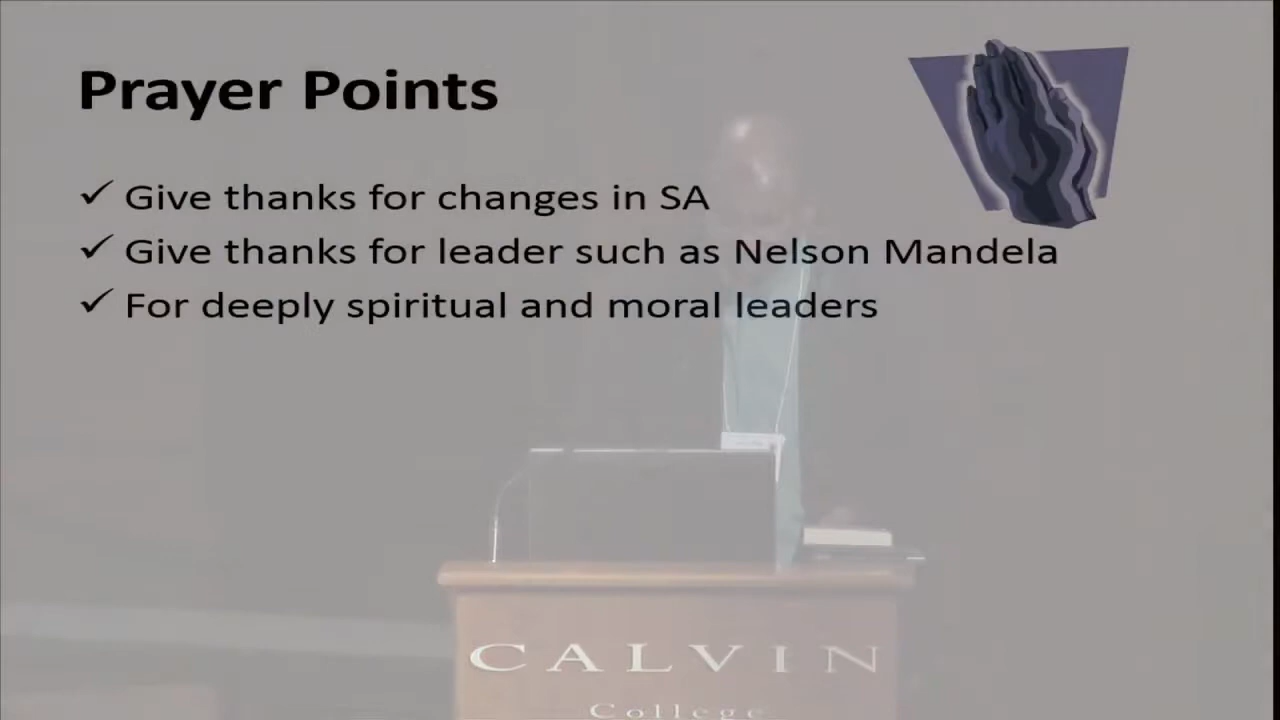 Prayer Points
✓ Give thanks for changes in SA
✓ Give thanks for leader such as Nelson Mandela
✓ For deeply spiritual and moral leaders
CALVIN
College